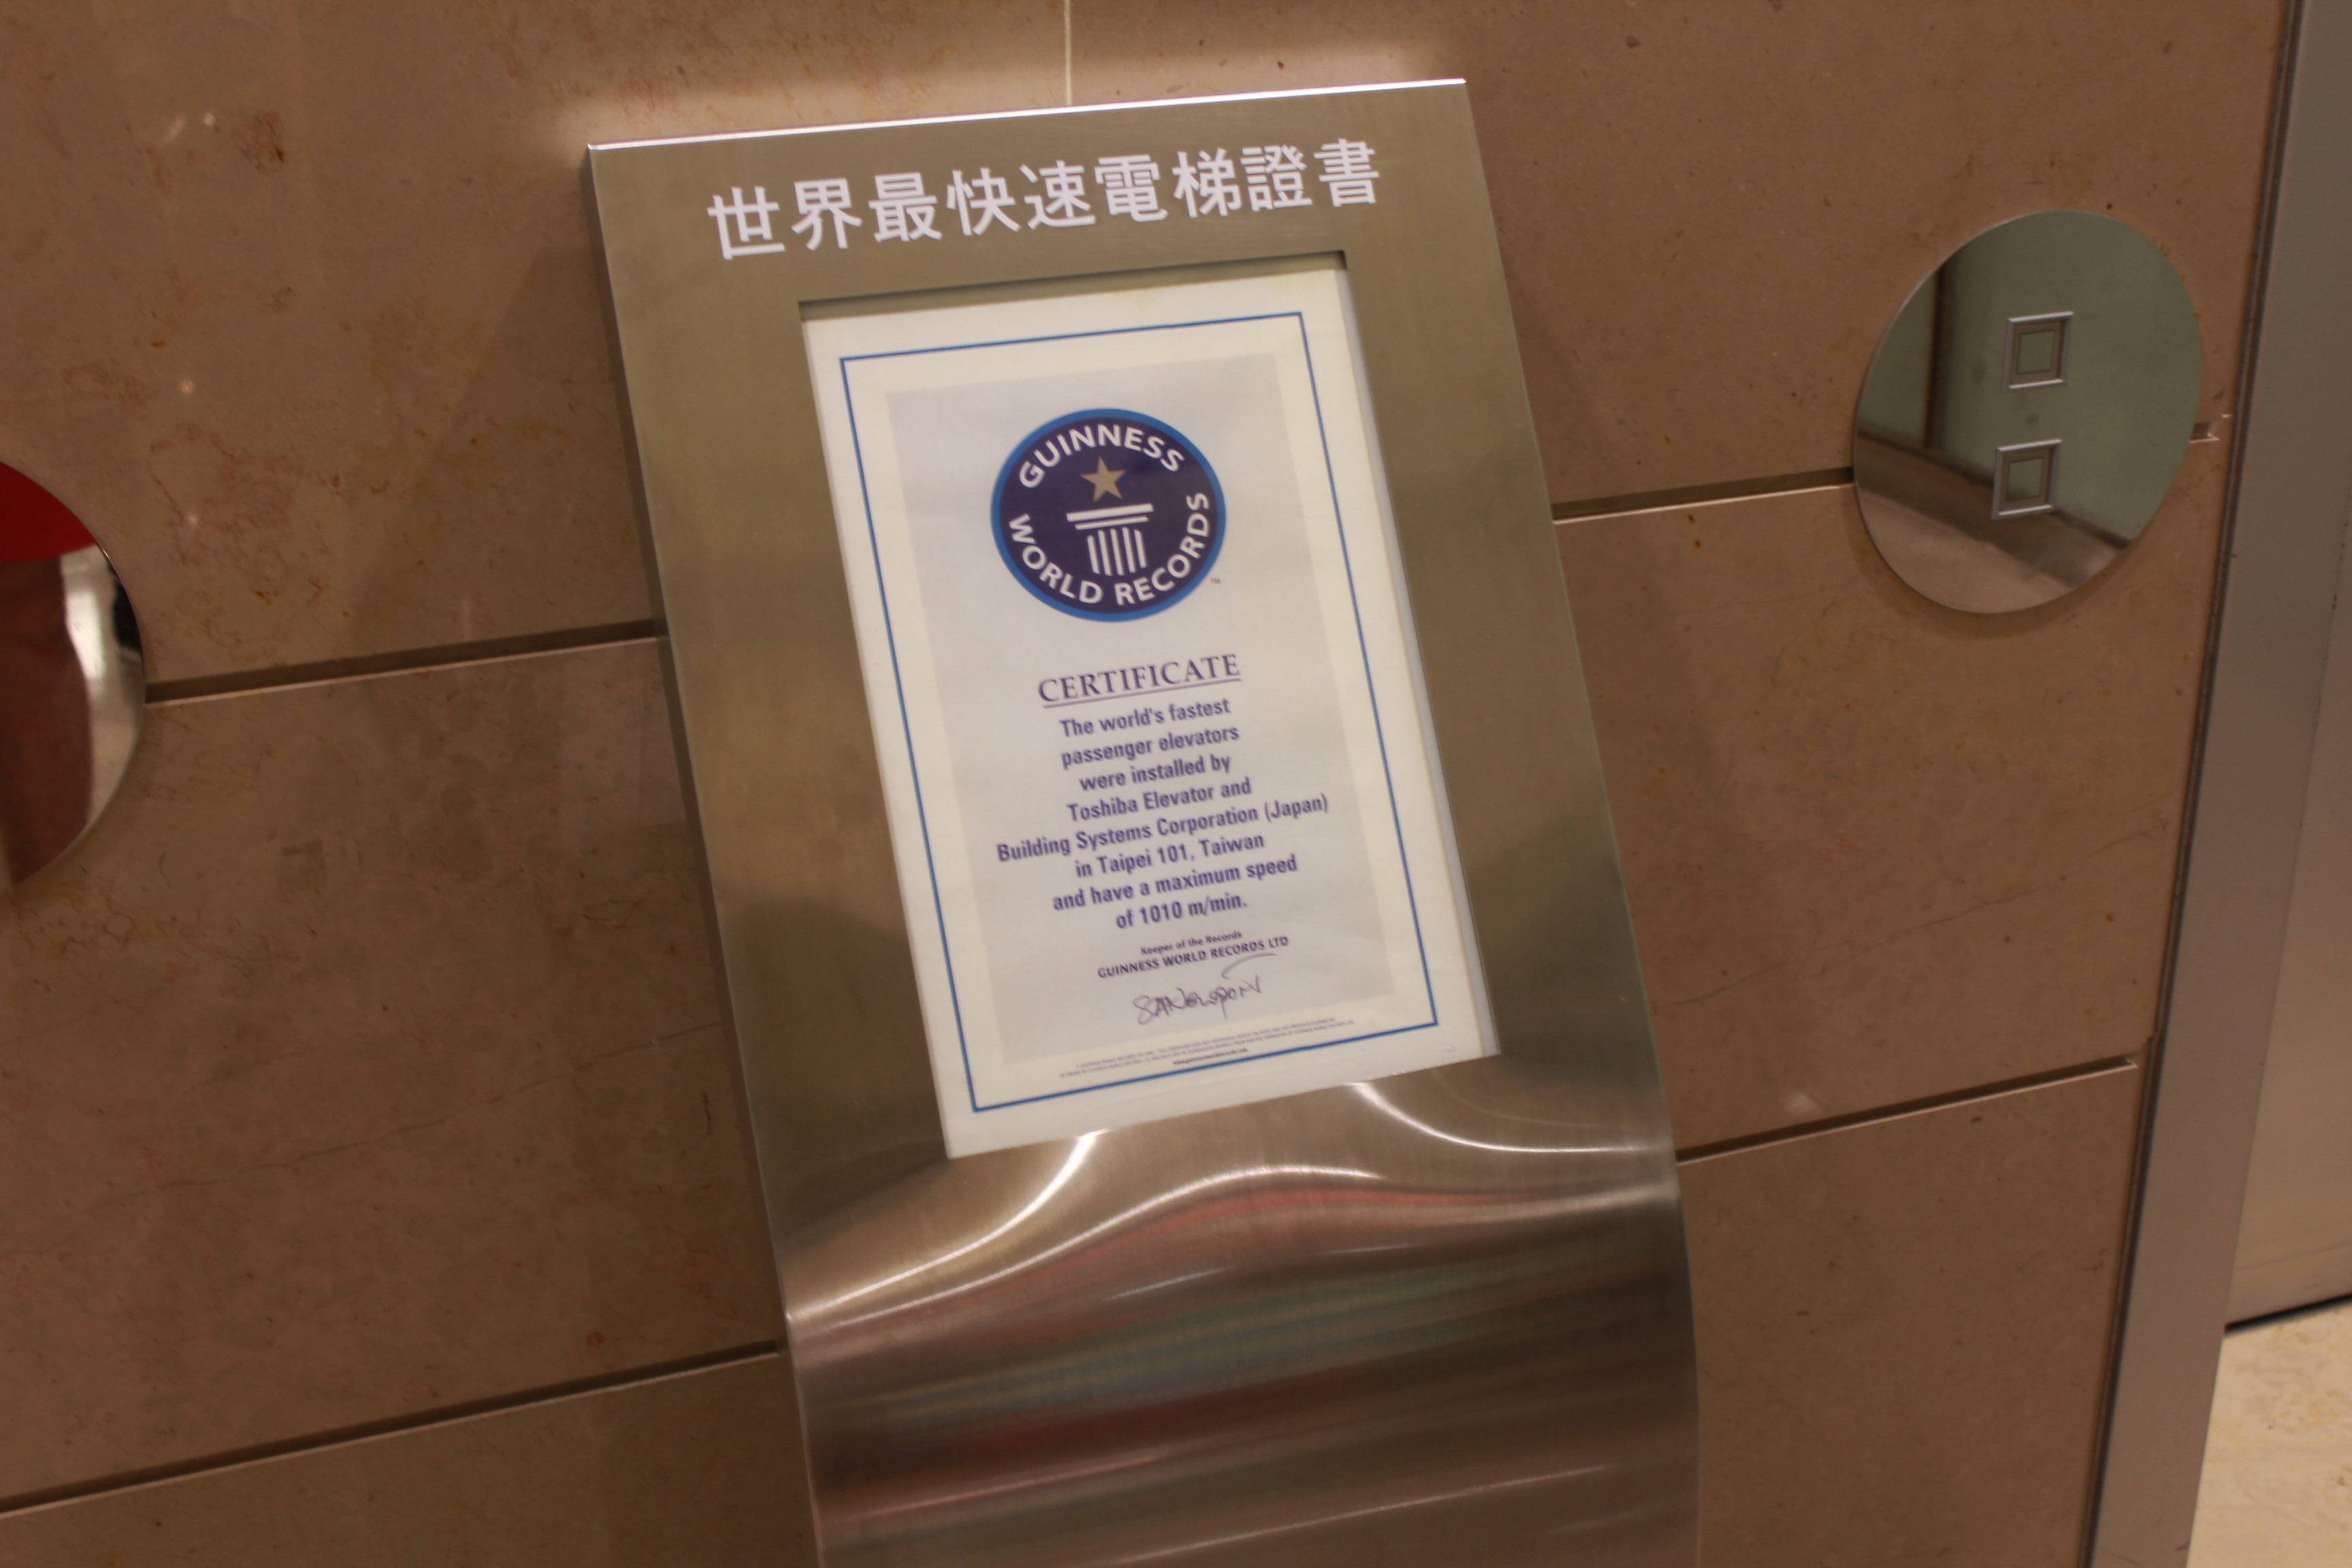 世界最快速電梯證書
GUINNESS
WORLD RECORDS
™
CERTIFICATE
The world's fastest
passenger elevators
were installed by
Toshiba Elevator and
Building Systems Corporation (Japan)
in Taipei 101, Taiwan
and have a maximum speed
of 1010 m/min.
Keeper of the Records
GUINNESS WORLD RECORDS LTD